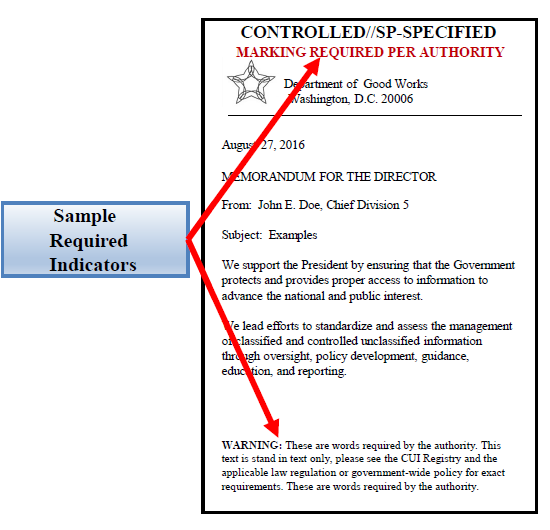 CONTROLLED//SP-SPECIFIED
MARKING REQUIRED PER AUTHORITY
Department of Good Works
Washington, D.C. 20006
August 27, 2016
MEMORANDUM FOR THE DIRECTOR
From: John E. Doe, Chief Division 5
Subject: Examples
We support the President by ensuring that the Government
protects and provides proper access to information to
advance the national and public interest.
We lead efforts to standardize and assess the management
of classified and controlled unclassified information
through oversight, policy development, guidance,
education, and reporting.
WARNING: These are words required by the authority. This
text is stand in text only, please see the CUI Registry and the
applicable law regulation or government-wide policy for exact
requirements. These are words required by the authority.
Sample
Required
Indicators